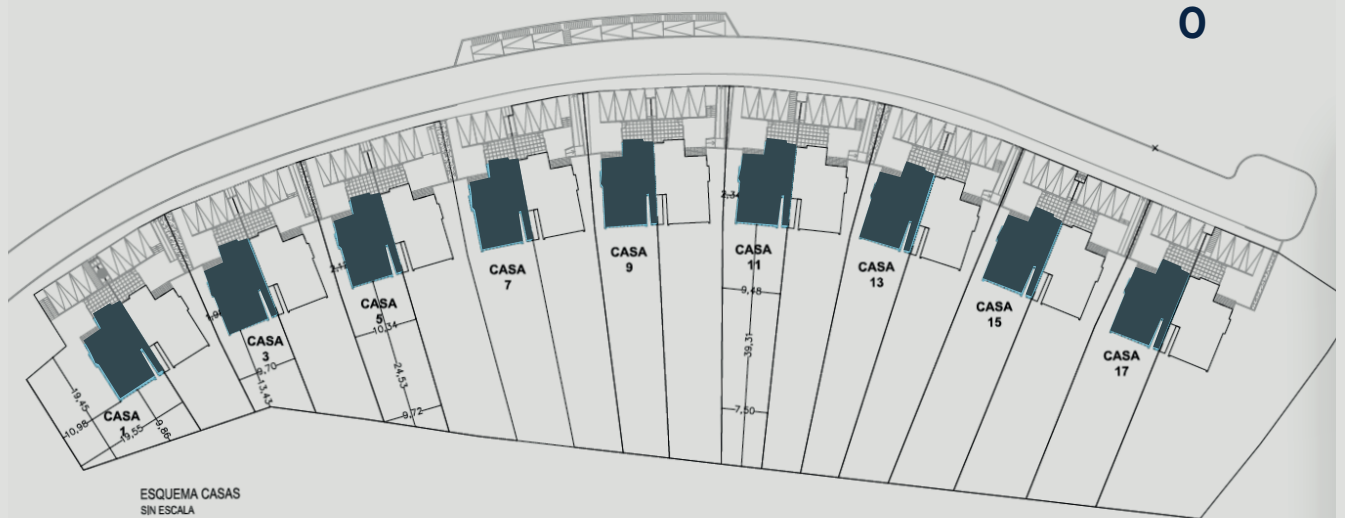 O
CASA
1
CASA
3
CASA
5
CASA
7
CASA
9
CASA
11
CASA
13
CASA
15
CASA
17
19,45
10,98
19,55
9,86
9,70
13,43
2,12
10,34
24,53
9,72
2,34
9,48
39,31
7,50
ESQUEMA CASAS
SIN ESCALA